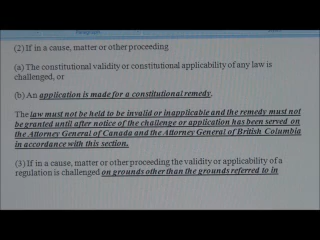 (2) If in a cause, matter or other proceeding
(a) The constitutional validity or constitutional applicability of any law is
challenged, or
(b) An application is made for a constitutional remedy.
The law must not be held to be invalid or inapplicable and the remedy must not
be granted until after notice of the challenge or application has been served on
the Attorney General of Canada and the Attorney General of British Columbia
in accordance with this section.
(3) If in a cause, matter or other proceeding the validity or applicability of a
regulation is challenged on grounds other than the grounds referred to in